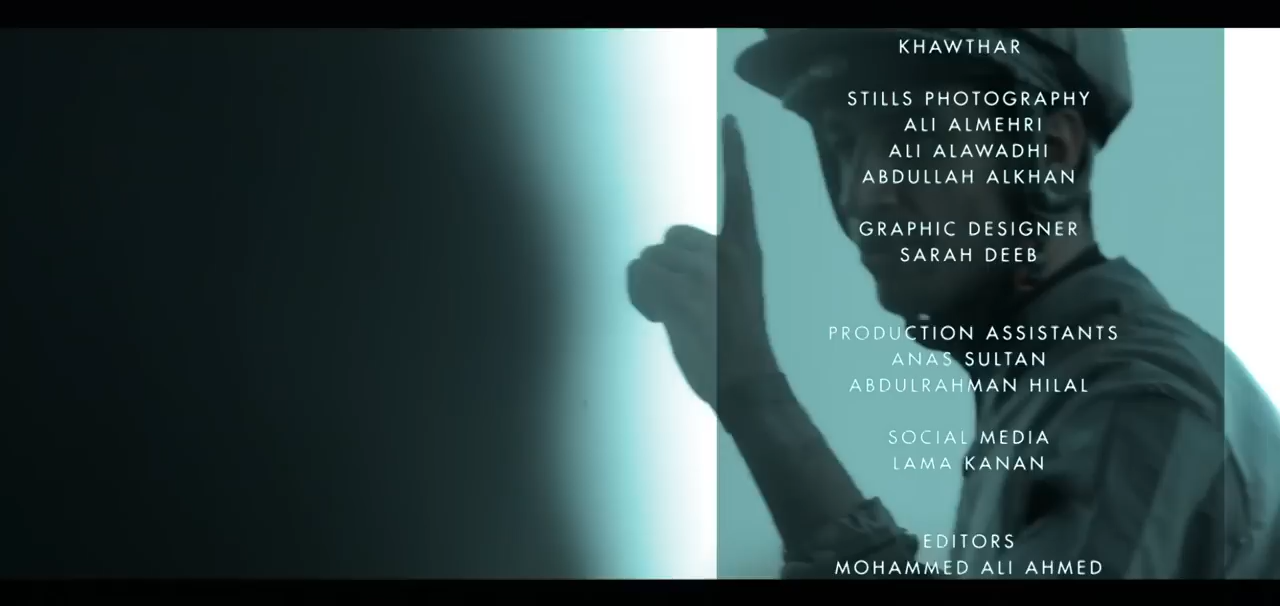 KHAWTHAR
STILLS PHOTOGRAPHY
ALI ALMEHRI
ALI ALAWADHI
ABDULLAH ALKHAN
GRAPHIC DESIGNER
SARAH DEEB
PRODUCTION ASSISTANTS
ANAS SULTAN
ABDULRAHMAN HILAL
SOCIAL MEDIA
LAMA KANAN
EDITORS
MOHAMMED ALI AHMED